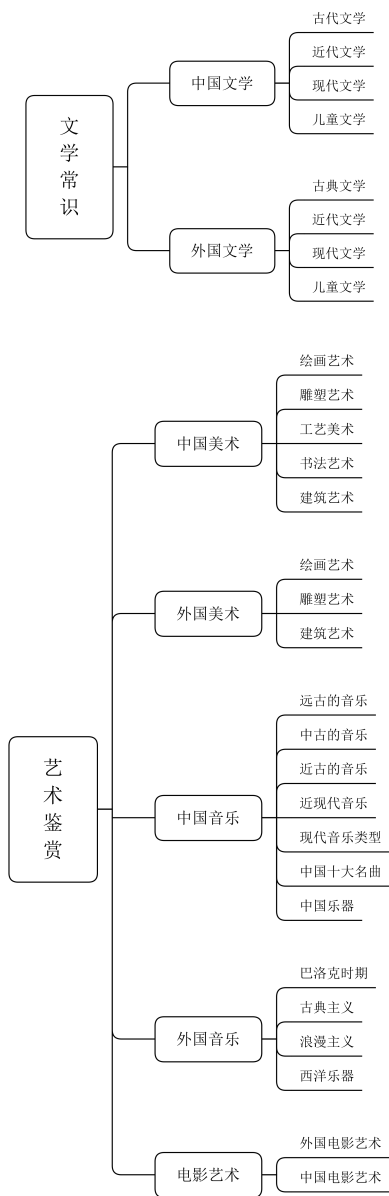 文学常识
中国文学
古代文学
近代文学
现代文学
儿童文学
外国文学
古典文学
近代文学
现代文学
儿童文学
艺术鉴赏
中国美术
绘画艺术
雕塑艺术
工艺美术
书法艺术
建筑艺术
外国美术
绘画艺术
雕塑艺术
建筑艺术
中国音乐
远古的音乐
中古的音乐
近古的音乐
近现代音乐
现代音乐类型
中国十大名曲
中国乐器
外国音乐
巴洛克时期
古典主义
浪漫主义
西洋乐器
电影艺术
外国电影艺术
中国电影艺术